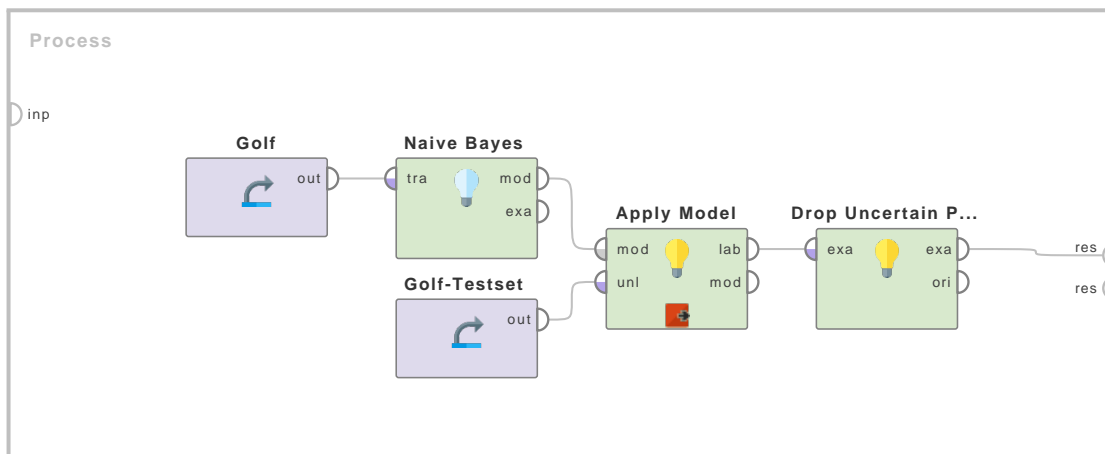 Process
inp
Golf
out
Naive Bayes
tra
mod
exa
Apply Model
mod
lab
unl
mod
Drop Uncertain P...
exa
exa
ori
Golf-Testset
out
res
res